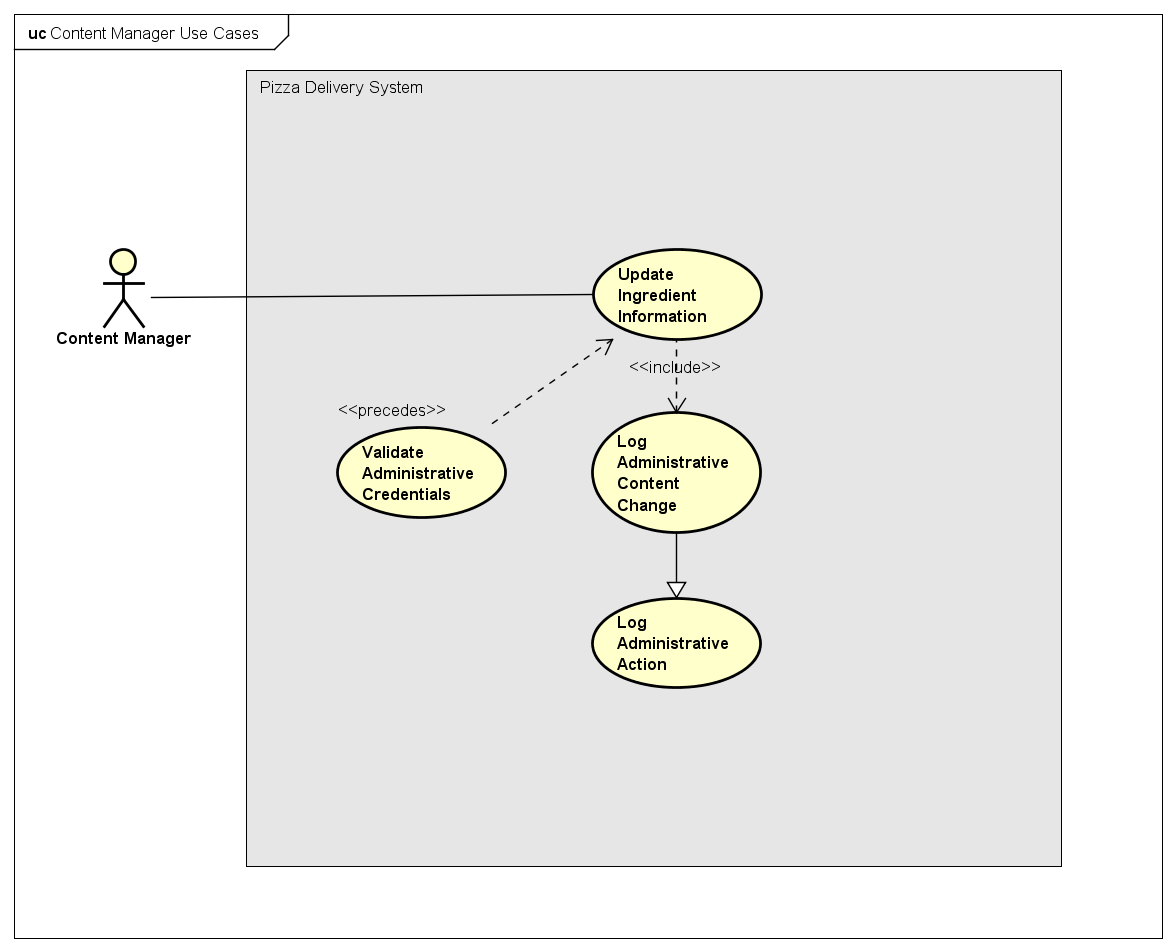 uc Content Manager Use Cases
Pizza Delivery System
Update
Ingredient
Information
Content Manager
<<include>>
<<precedes>>
Validate
Administrative
Credentials
Log
Administrative
Content
Change
Log
Administrative
Action